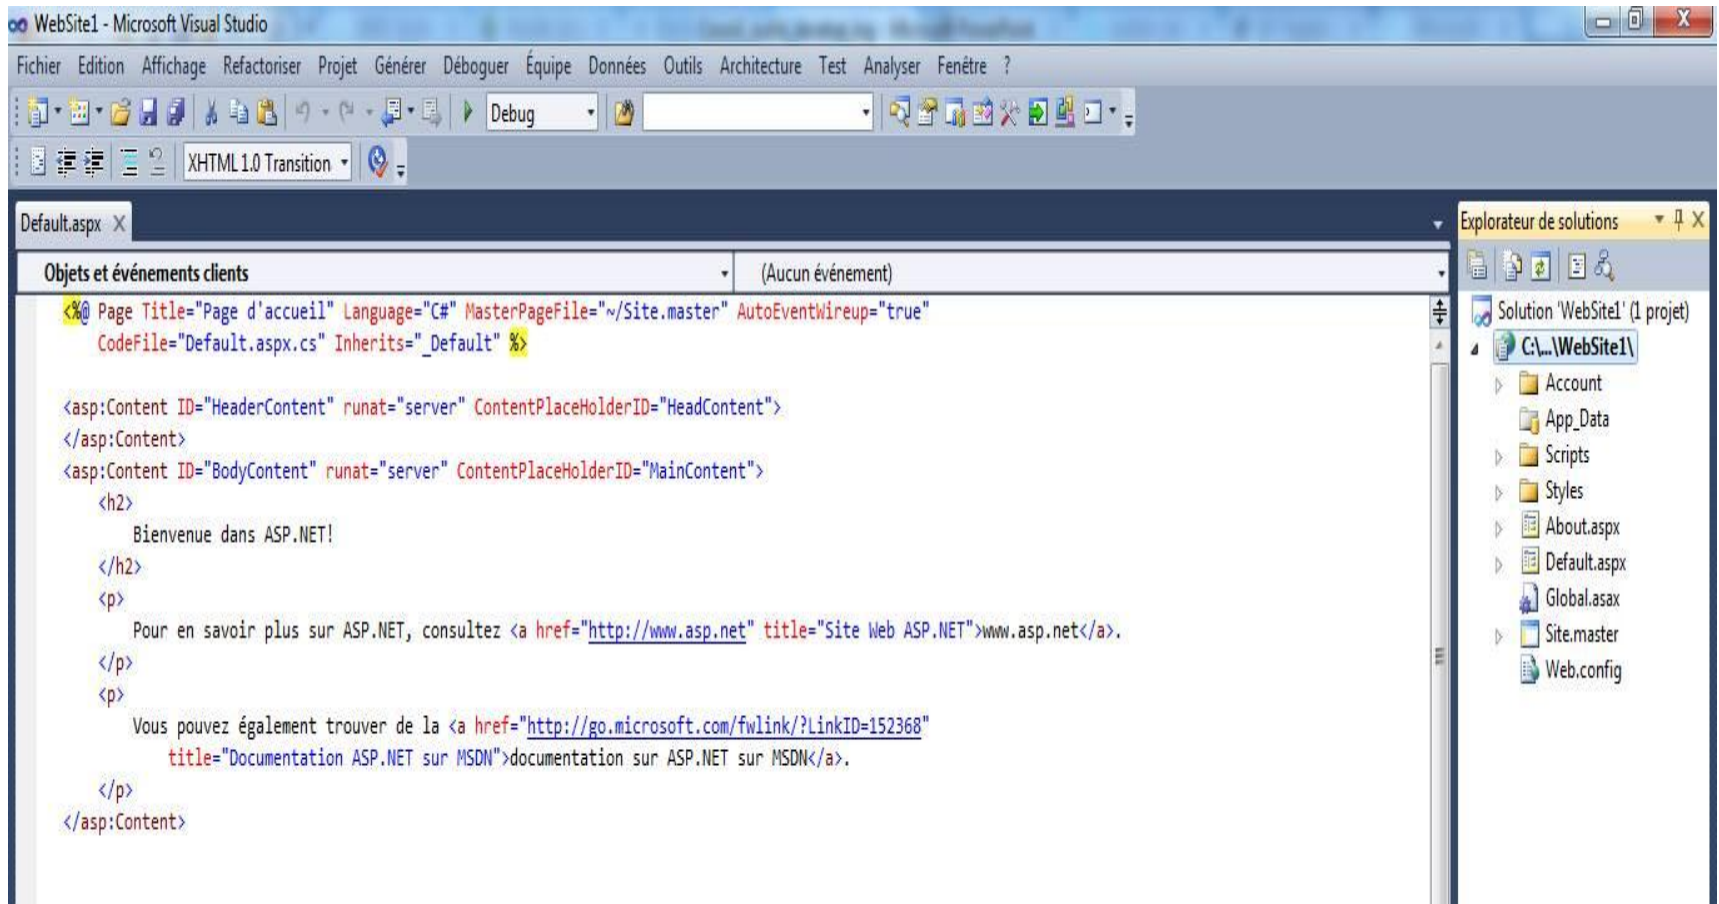 WebSite1 - Microsoft Visual Studio
Fichier Edition Affichage Refactoriser Projet Générer Déboguer Équipe Données Outils Architecture Test Analyser Fenêtre ?
Debug
XHTML 1.0 Transition
Default.aspx X
Objets et événements clients
(Aucun événement)
<%@ Page Title="Page d'accueil" Language="C#" MasterPageFile="~/Site.master" AutoEventWireup="true"
CodeFile="Default.aspx.cs" Inherits="_Default" %>
<asp:Content ID="HeaderContent" runat="server" ContentPlaceHolderID="HeadContent">
</asp:Content>
<asp:Content ID="BodyContent" runat="server" ContentPlaceHolderID="MainContent">
<h2>
Bienvenue dans ASP.NET!
</h2>
<p>
Pour en savoir plus sur ASP.NET, consultez <a href="http://www.asp.net" title="Site Web ASP.NET">www.asp.net</a>.
</p>
<p>
Vous pouvez également trouver de la <a href="http://go.microsoft.com/fwlink/?LinkID=152368"
title="Documentation ASP.NET sur MSDN">documentation sur ASP.NET sur MSDN</a>.
</p>
</asp:Content>
Explorateur de solutions
Solution 'WebSite1' (1 projet)
C:\...\WebSite1\
Account
App_Data
Scripts
Styles
About.aspx
Default.aspx
Global.asax
Site.master
Web.config